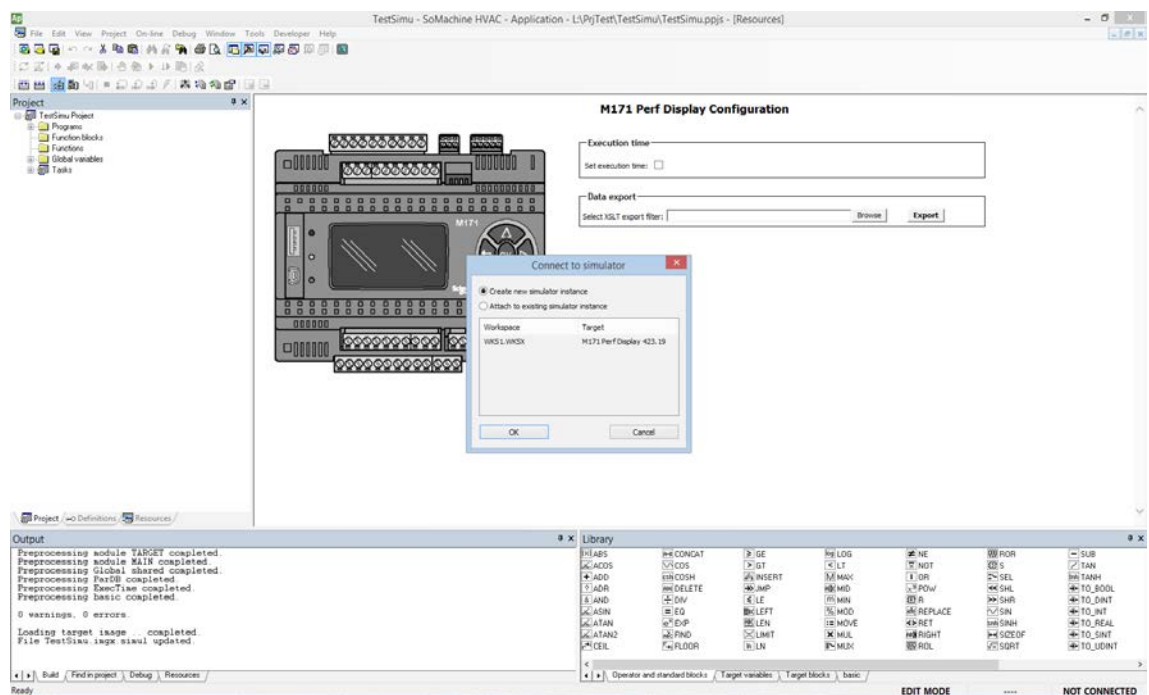 TestSimu - SoMachine HVAC - Application - L:\PrjTest\TestSimu\TestSimu.ppjs - [Resources]
File Edit View Project On-line Debug Window Tools Developer Help
Project
TestSimu Project
Programs
Function blocks
Functions
Global variables
Tasks
Project Definitions Resources
M171 Perf Display Configuration
Execution time
Set execution time:
Data export
Select XSLT export filter: Browse Export
M171
Connect to simulator
Create new simulator instance
Attach to existing simulator instance
Workspace Target
WKS1.WKSX M171 Perf Display 423.19
OK Cancel
Output
Preprocessing module TARGET completed.
Preprocessing module MAIN completed.
Preprocessing Global shared completed.
Preprocessing ParDB completed.
Preprocessing ExecTime completed.
Preprocessing basic completed.
0 warnings, 0 errors.
Loading target image ... completed.
File TestSimu.imgx simul updated.
Build Find in project Debug Resources
Library
ABS CONCAT GE LOG NE ROR SUB
ACOS COS GT LT NOT S TAN
ADD COSH INSERT MAX OR SEL TANH
ADR DELETE JMP MID POW SHL TO_BOOL
AND DIV LE MIN R SHR TO_DINT
ASIN EQ LEFT MOD REPLACE SIN TO_INT
ATAN EXP LEN MOVE RET SINH TO_REAL
ATAN2 FIND LIMIT MUL RIGHT SIZEOF TO_SINT
CEIL FLOOR LN MUX ROL SQRT TO_UDINT
Operator and standard blocks Target variables Target blocks basic
Ready EDIT MODE ---- NOT CONNECTED